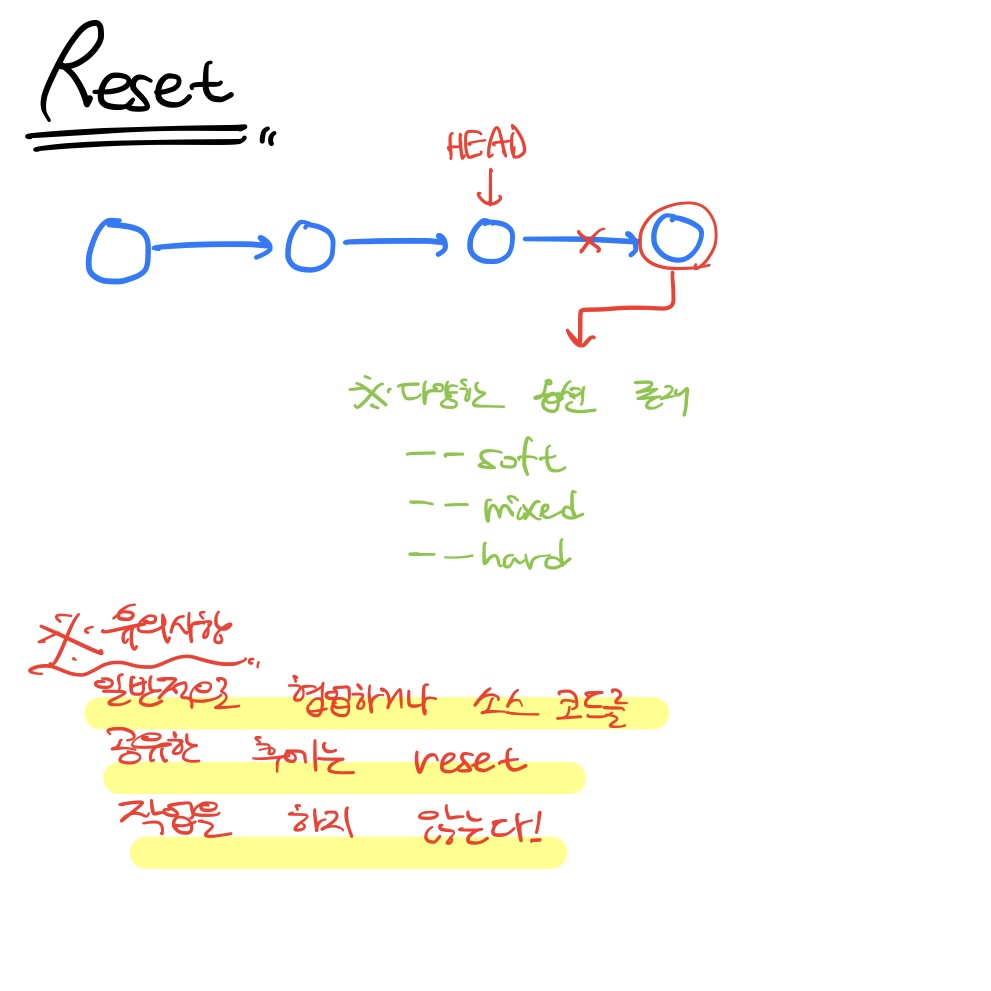 Reset
HEAD
※ 다양한 옵션 존재
-- soft
-- mixed
-- hard
※ 유의사항
일반적으로 협업하거나 소스 코드를
공유한 후에는 reset
작업을 하지 않는다!